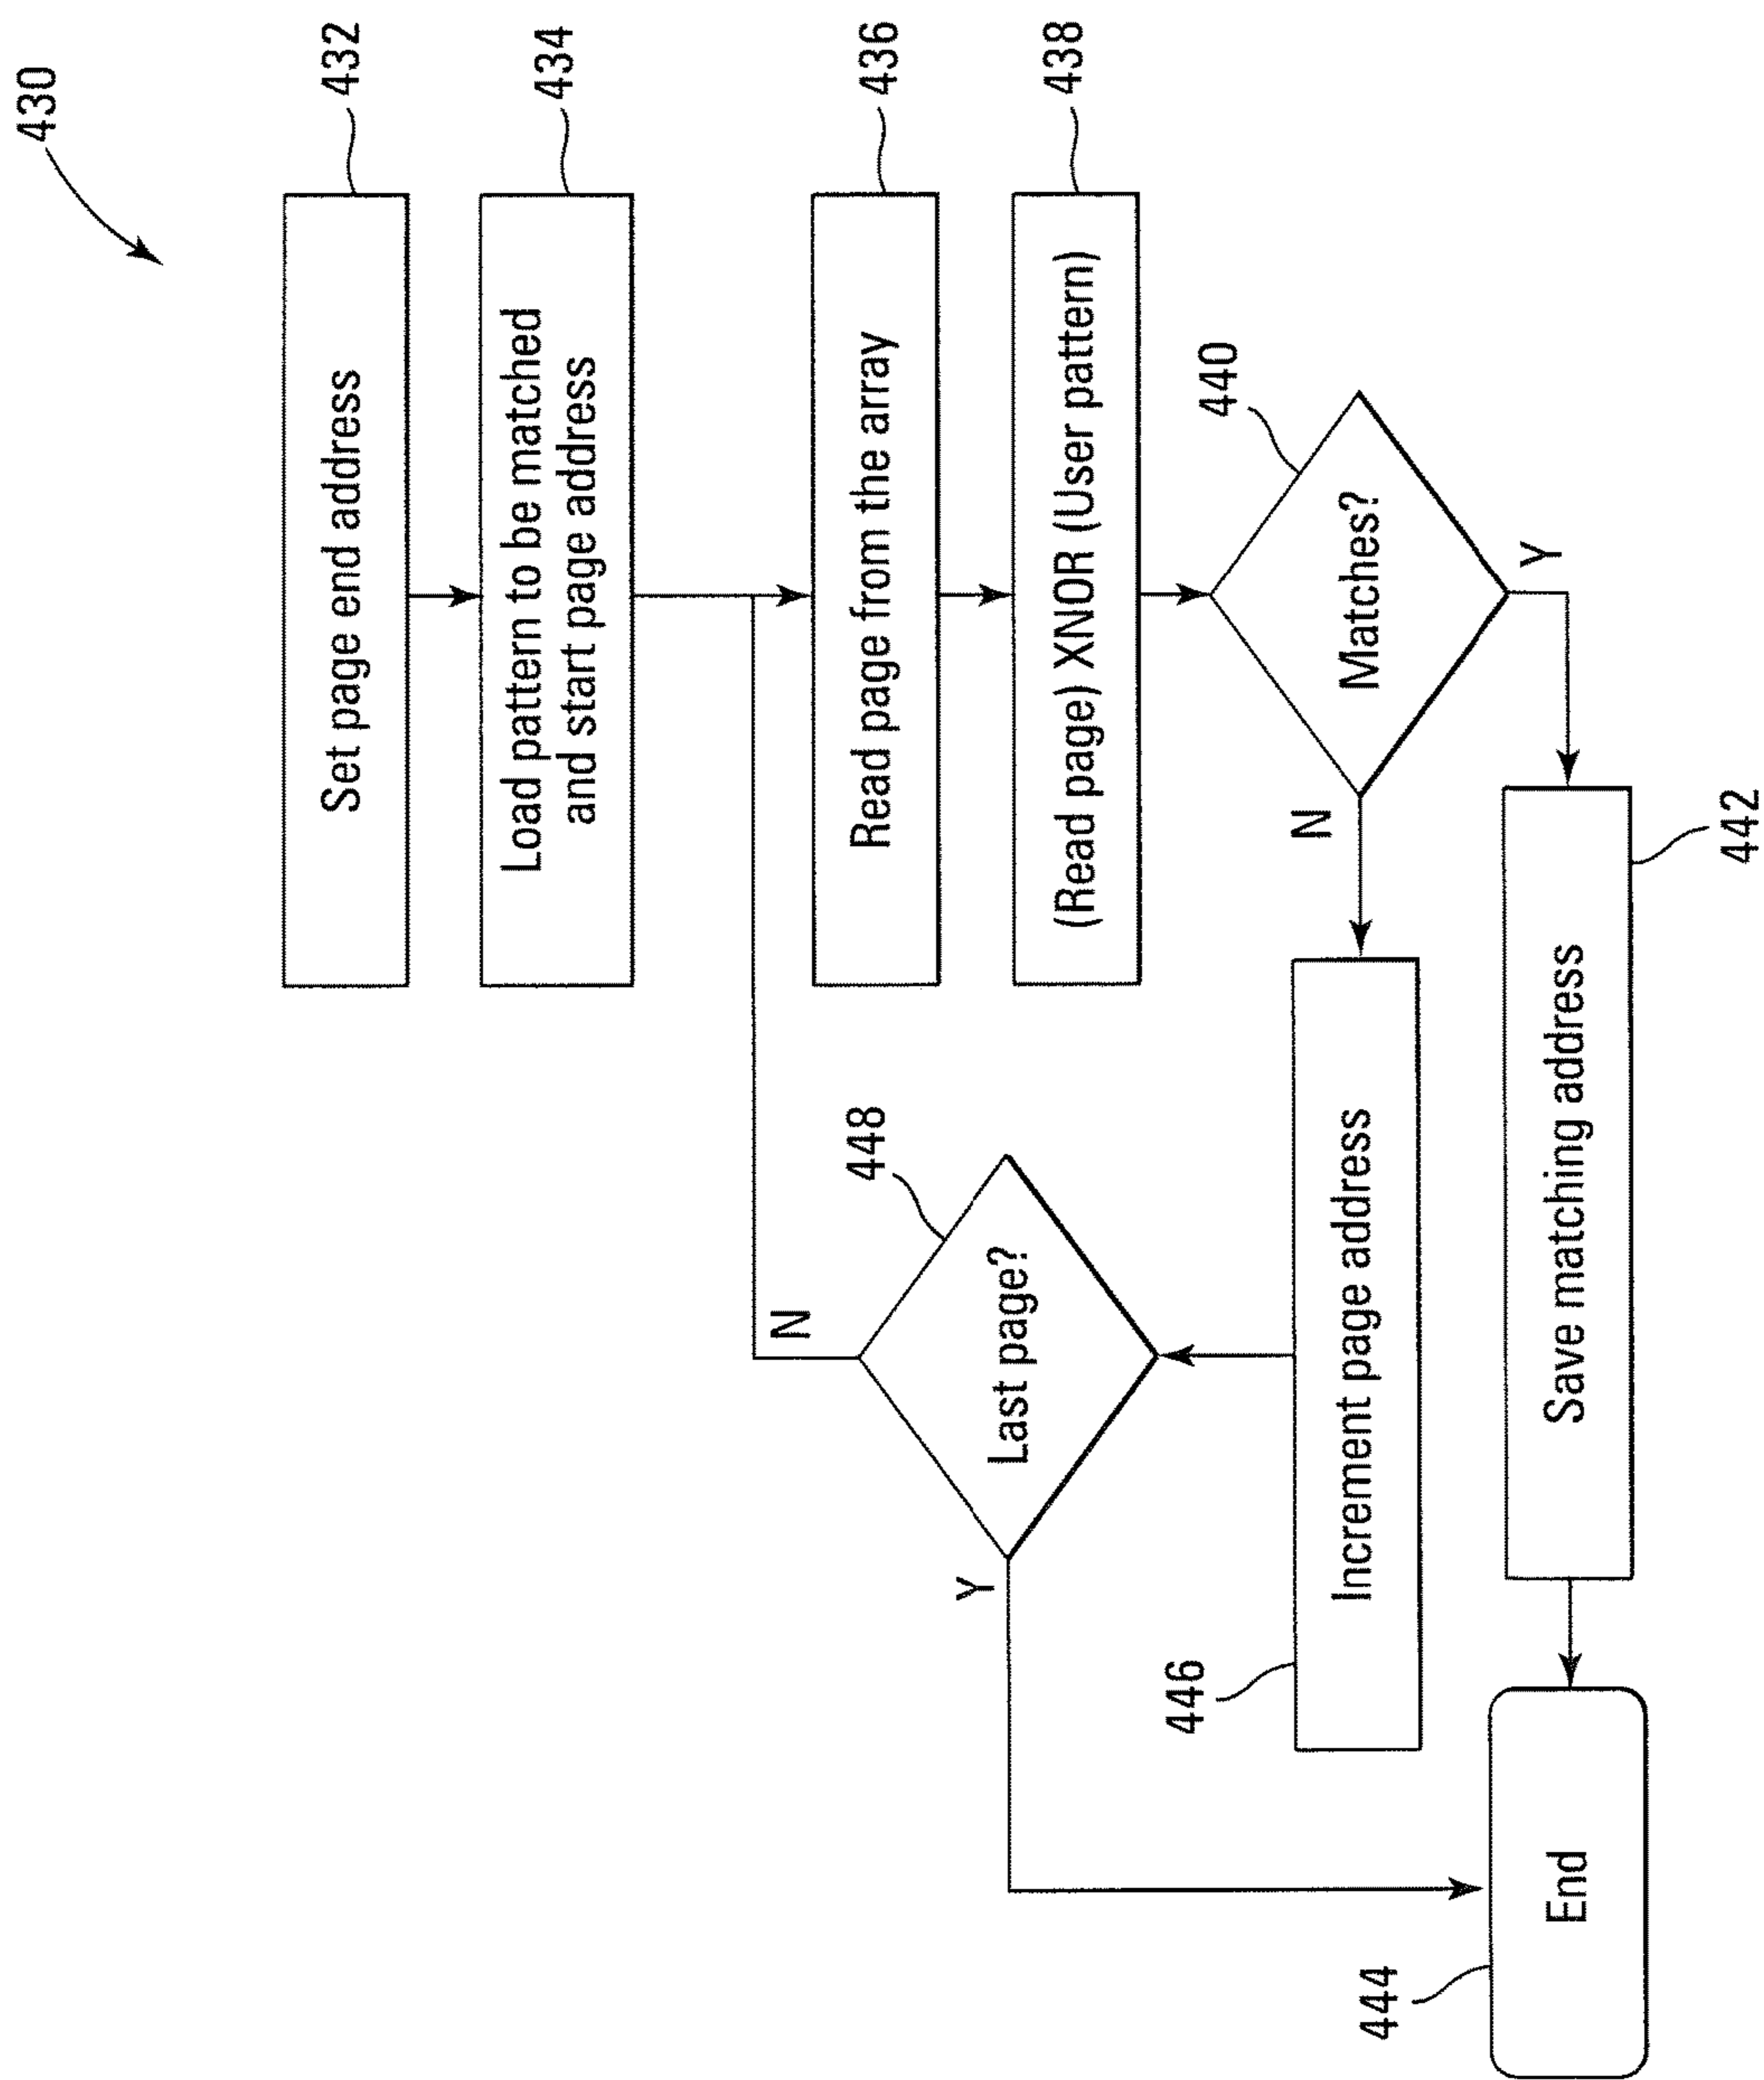 430
Set page end address
432
Load pattern to be matched
and start page address
434
Read page from the array
436
(Read page) XNOR (User pattern)
438
Matches?
440
N
Y
Last page?
448
N
Y
Increment page address
446
Save matching address
442
End
444